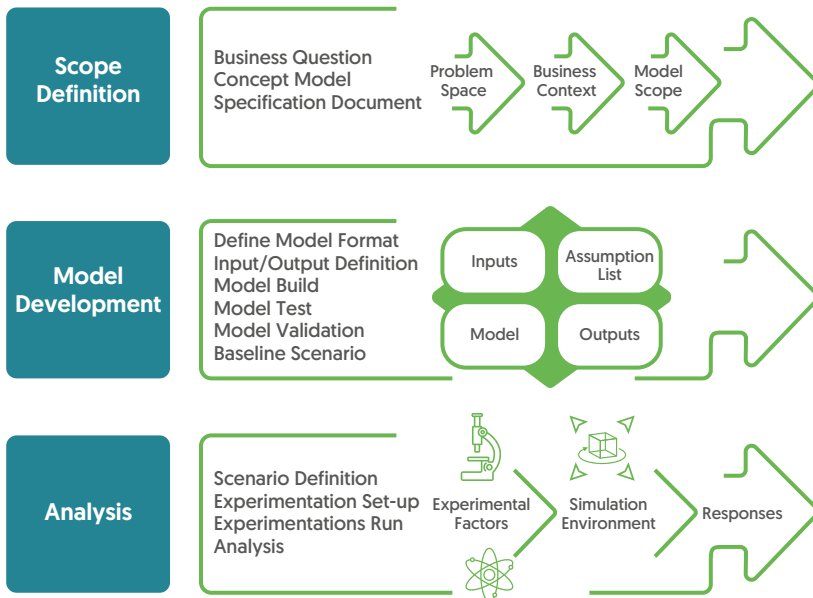 Scope
Definition
Business Question
Concept Model
Specification Document
Problem
Space
Business
Context
Model
Scope
Model
Development
Define Model Format
Input/Output Definition
Model Build
Model Test
Model Validation
Baseline Scenario
Inputs
Assumption
List
Model
Outputs
Analysis
Scenario Definition
Experimentation Set-up
Experimentations Run
Analysis
Experimental
Factors
Simulation
Environment
Responses